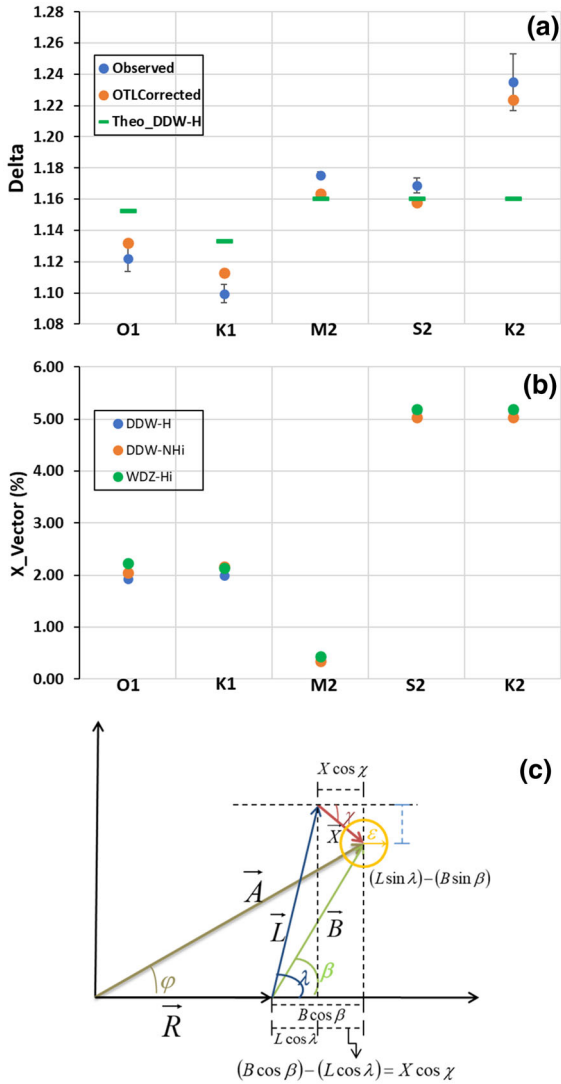 (a)
1.28
1.26
1.24
1.22
1.20
1.18
1.16
1.14
1.12
1.10
1.08
Delta
Observed
OTLCorrected
Theo_DDW-H
O1 K1 M2 S2 K2
(b)
6.00
5.00
4.00
3.00
2.00
1.00
0.00
X_Vector (%)
DDW-H
DDW-NHi
WDZ-Hi
O1 K1 M2 S2 K2
(c)
X cos χ
χ
X⃗
ε
(L sin λ)−(B sin β)
A⃗
L⃗
B⃗
φ
λ
β
R⃗
B cos β
L cos λ
(B cos β)−(L cos λ) = X cos χ